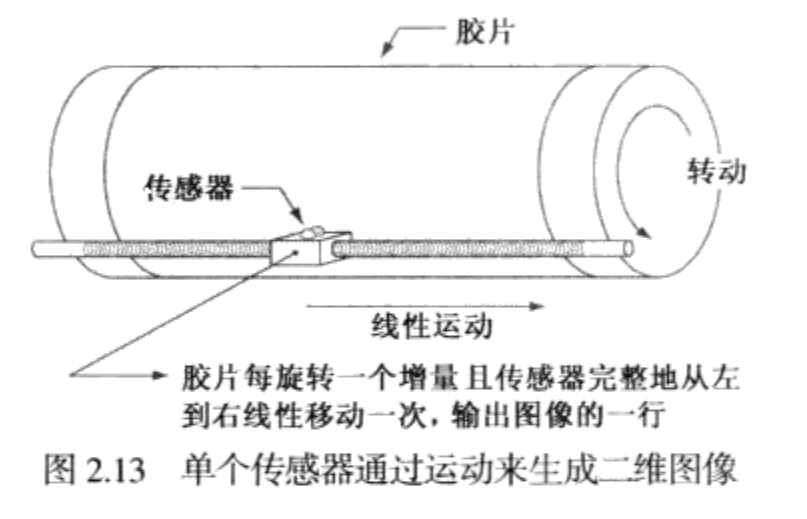 胶片
传感器
转动
线性运动
胶片每旋转一个增量且传感器完整地从左
到右线性移动一次，输出图像的一行
图 2.13 单个传感器通过运动来生成二维图像